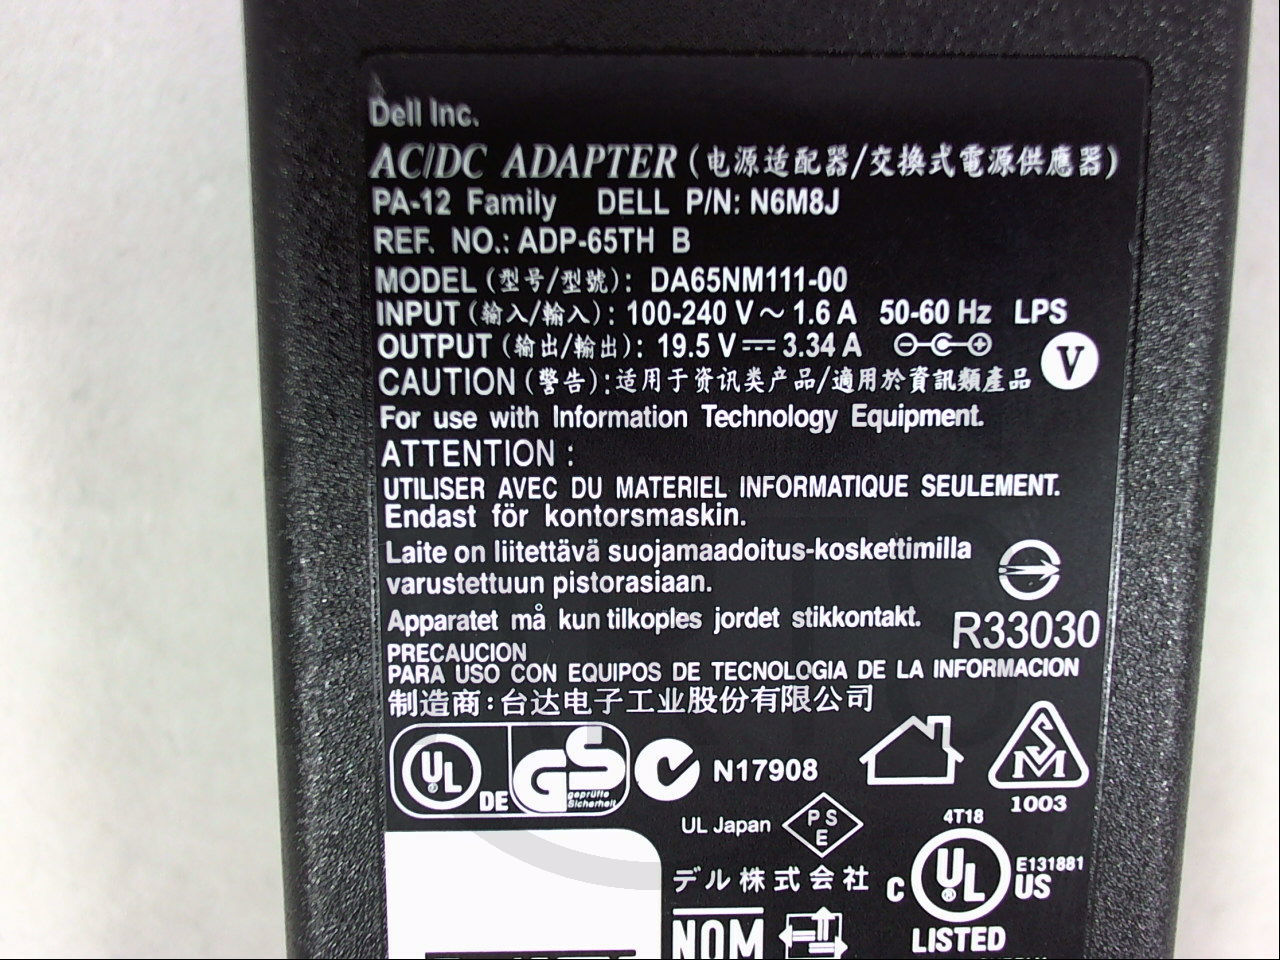 Dell Inc.
AC/DC ADAPTER (电源适配器/交換式電源供應器)
PA-12 Family DELL P/N: N6M8J
REF. NO.: ADP-65TH B
MODEL (型号/型號): DA65NM111-00
INPUT (输入/輸入): 100-240 V ~ 1.6 A 50-60 Hz LPS
OUTPUT (输出/輸出): 19.5 V ⎓ 3.34 A
V
CAUTION (警告):适用于资讯类产品/適用於資訊類產品
For use with Information Technology Equipment.
ATTENTION :
UTILISER AVEC DU MATERIEL INFORMATIQUE SEULEMENT.
Endast för kontorsmaskin.
Laite on liitettävä suojamaadoitus-koskettimilla
varustettuun pistorasiaan.
Apparatet må kun tilkoples jordet stikkontakt.
R33030
PRECAUCION
PARA USO CON EQUIPOS DE TECNOLOGIA DE LA INFORMACION
制造商:台达电子工业股份有限公司
UL DE GS geprüfte Sicherheit N17908
SM
1003
UL Japan PSE
4T18
デル株式会社
C UL US E131881
LISTED
NOM